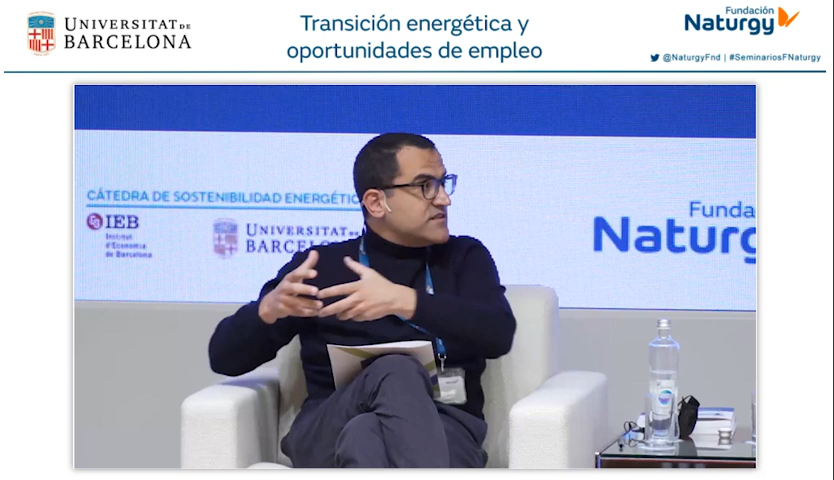 UNIVERSITAT DE
BARCELONA
Transición energética y
oportunidades de empleo
Fundación
Naturgy
@NaturgyFnd | #SeminariosFNaturgy
CÁTEDRA DE SOSTENIBILIDAD ENERGÉTIC
IEB
Institut
d'Economia
de Barcelona
UNIVERSITAT DE
BARCELO
Funda
Naturg